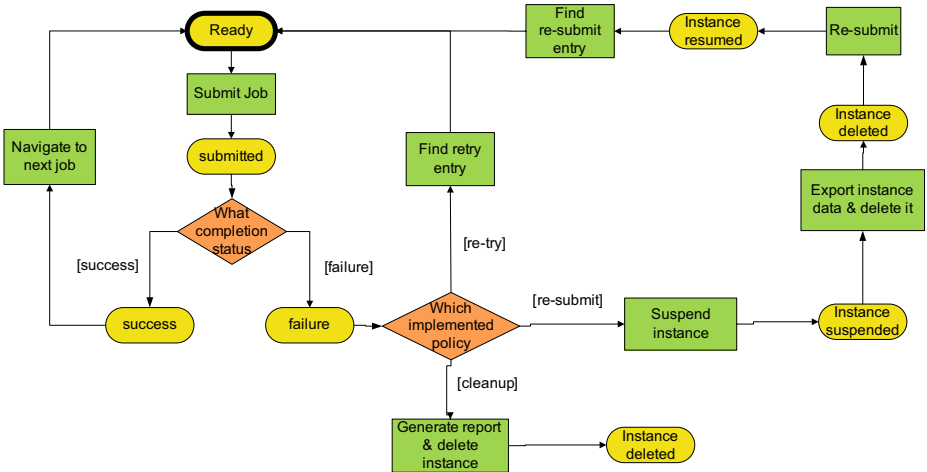 Ready
Find
re-submit
entry
Instance
resumed
Re-submit
Submit Job
Instance
deleted
Navigate to
next job
submitted
Find retry
entry
Export instance
data & delete it
What
completion
status
[success]
[failure]
[re-try]
success
failure
Which
implemented
policy
[re-submit]
Suspend
instance
Instance
suspended
[cleanup]
Generate report
& delete
instance
Instance
deleted